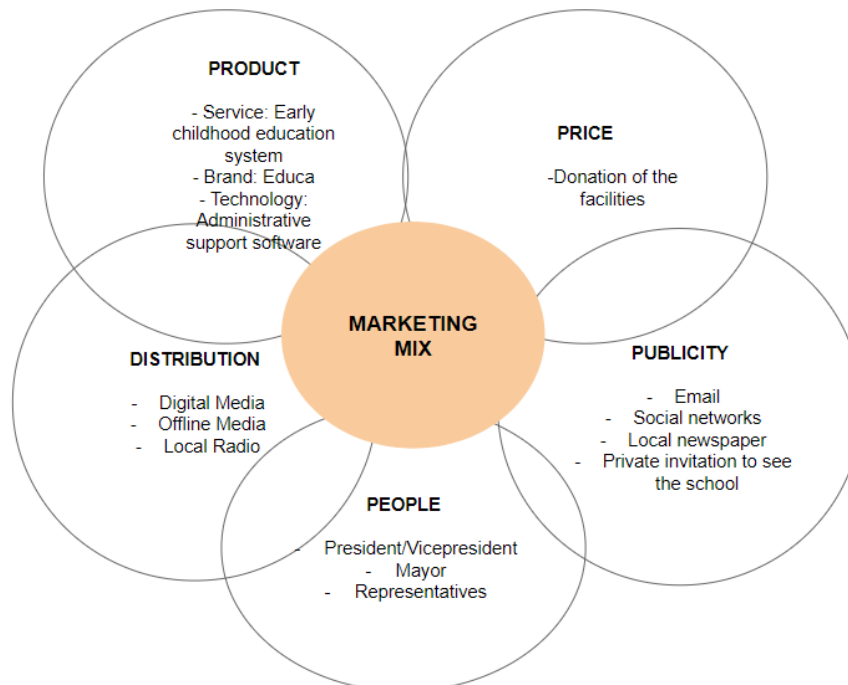 PRODUCT
- Service: Early
childhood education
system
- Brand: Educa
- Technology:
Administrative
support software
PRICE
-Donation of the
facilities
MARKETING
MIX
DISTRIBUTION
- Digital Media
- Offline Media
- Local Radio
PUBLICITY
- Email
- Social networks
- Local newspaper
- Private invitation to see
the school
PEOPLE
- President/Vicepresident
- Mayor
- Representatives